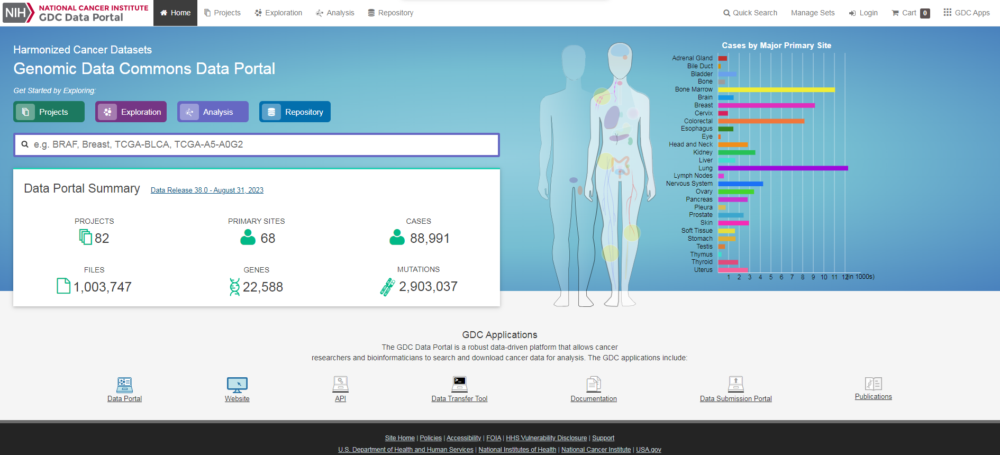 NIH NATIONAL CANCER INSTITUTE
GDC Data Portal
Home
Projects
Exploration
Analysis
Repository
Quick Search
Manage Sets
Login
Cart 0
GDC Apps
Harmonized Cancer Datasets
Genomic Data Commons Data Portal
Get Started by Exploring:
Projects
Exploration
Analysis
Repository
e.g. BRAF, Breast, TCGA-BLCA, TCGA-A5-A0G2
Data Portal Summary Data Release 38.0 - August 31, 2023
PROJECTS
82
PRIMARY SITES
68
CASES
88,991
FILES
1,003,747
GENES
22,588
MUTATIONS
2,903,037
Cases by Major Primary Site
Adrenal Gland
Bile Duct
Bladder
Bone
Bone Marrow
Brain
Breast
Cervix
Colorectal
Esophagus
Eye
Head and Neck
Kidney
Liver
Lung
Lymph Nodes
Nervous System
Ovary
Pancreas
Pleura
Prostate
Skin
Soft Tissue
Stomach
Testis
Thymus
Thyroid
Uterus
1 2 3 4 5 6 7 8 9 10 11 12 (in 1000s)
GDC Applications
The GDC Data Portal is a robust data-driven platform that allows cancer
researchers and bioinformaticians to search and download cancer data for analysis. The GDC applications include:
Data Portal
Website
API
Data Transfer Tool
Documentation
Data Submission Portal
Publications
Site Home | Policies | Accessibility | FOIA | HHS Vulnerability Disclosure | Support
U.S. Department of Health and Human Services | National Institutes of Health | National Cancer Institute | USA.gov